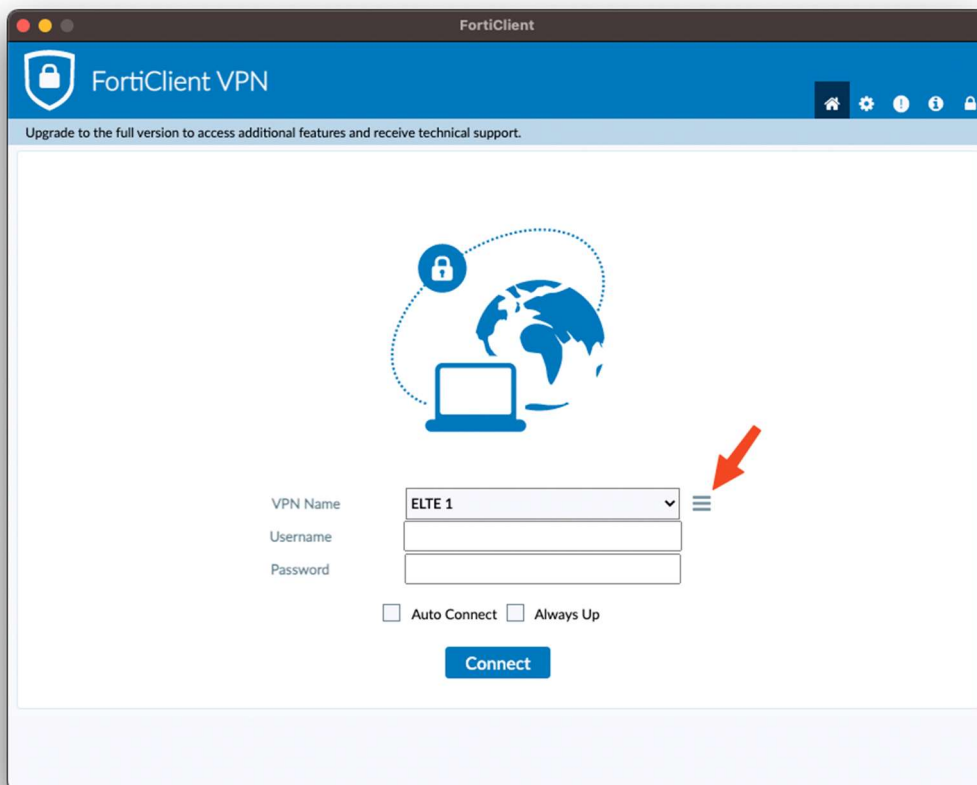 FortiClient
FortiClient VPN
Upgrade to the full version to access additional features and receive technical support.
VPN Name ELTE 1
Username
Password
Auto Connect Always Up
Connect